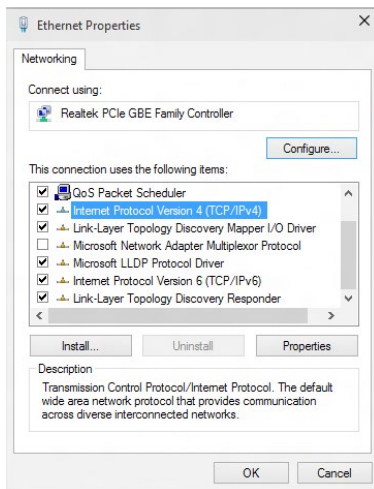 Ethernet Properties
Networking
Connect using:
Realtek PCIe GBE Family Controller
Configure...
This connection uses the following items:
QoS Packet Scheduler
Internet Protocol Version 4 (TCP/IPv4)
Link-Layer Topology Discovery Mapper I/O Driver
Microsoft Network Adapter Multiplexor Protocol
Microsoft LLDP Protocol Driver
Internet Protocol Version 6 (TCP/IPv6)
Link-Layer Topology Discovery Responder
Install... Uninstall Properties
Description
Transmission Control Protocol/Internet Protocol. The default
wide area network protocol that provides communication
across diverse interconnected networks.
OK Cancel